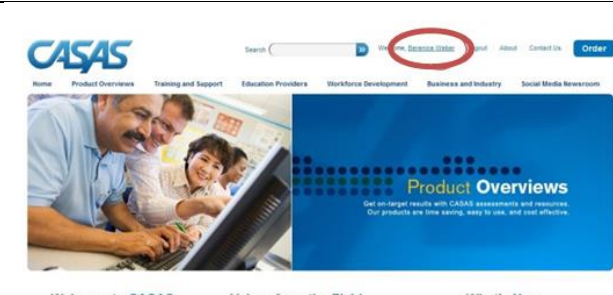 CASAS
Search
Welcome, Berenice Weber Logout About Contact Us Order
Home Product Overviews Training and Support Education Providers Workforce Development Business and Industry Social Media Newsroom
Product Overviews
Get on-target results with CASAS assessments and resources.
Our products are time saving, easy to use, and cost effective.